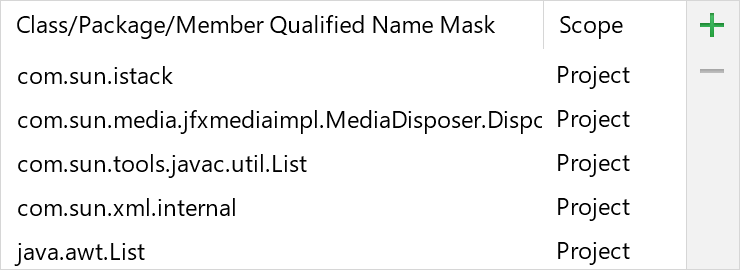 Class/Package/Member Qualified Name Mask Scope
com.sun.istack Project
com.sun.media.jfxmediaimpl.MediaDisposer.Dispo Project
com.sun.tools.javac.util.List Project
com.sun.xml.internal Project
java.awt.List Project